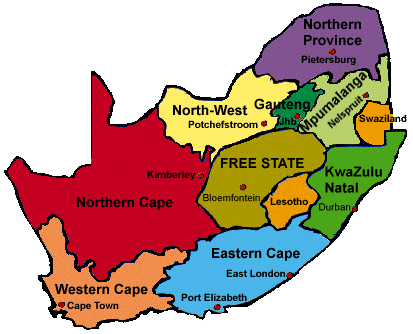 Northern
Province
Pietersburg
North-West
Potchefstroom
Gauteng
Jhb
Mpumalanga
Nelspruit
Swaziland
Kimberley
FREE STATE
Bloemfontein
Lesotho
KwaZulu
Natal
Durban
Northern Cape
Eastern Cape
East London
Western Cape
Cape Town
Port Elizabeth